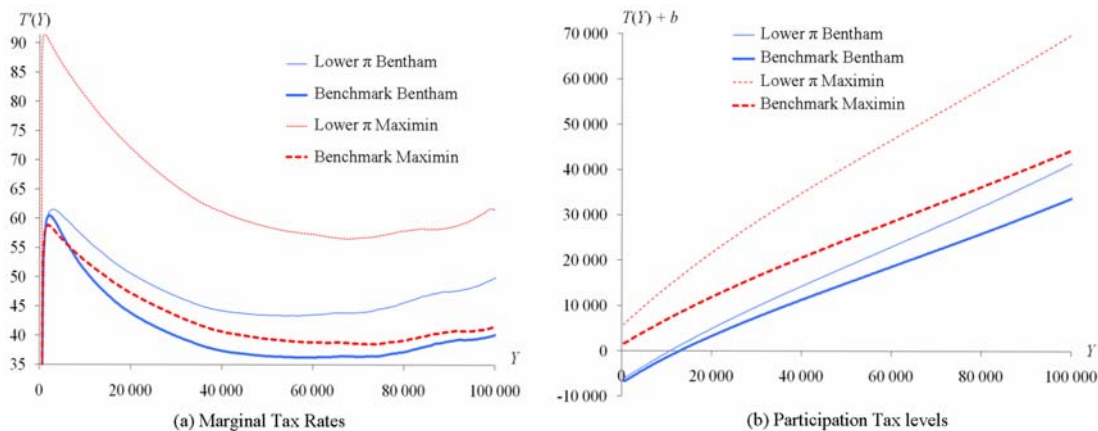 T'(Y)
90
85
80
75
70
65
60
55
50
45
40
35
0
20 000
40 000
60 000
80 000
100 000
Y
Lower π Bentham
Benchmark Bentham
Lower π Maximin
Benchmark Maximin
(a) Marginal Tax Rates
T(Y) + b
70 000
60 000
50 000
40 000
30 000
20 000
10 000
0
-10 000
0
20 000
40 000
60 000
80 000
100 000
Y
Lower π Bentham
Benchmark Bentham
Lower π Maximin
Benchmark Maximin
(b) Participation Tax levels